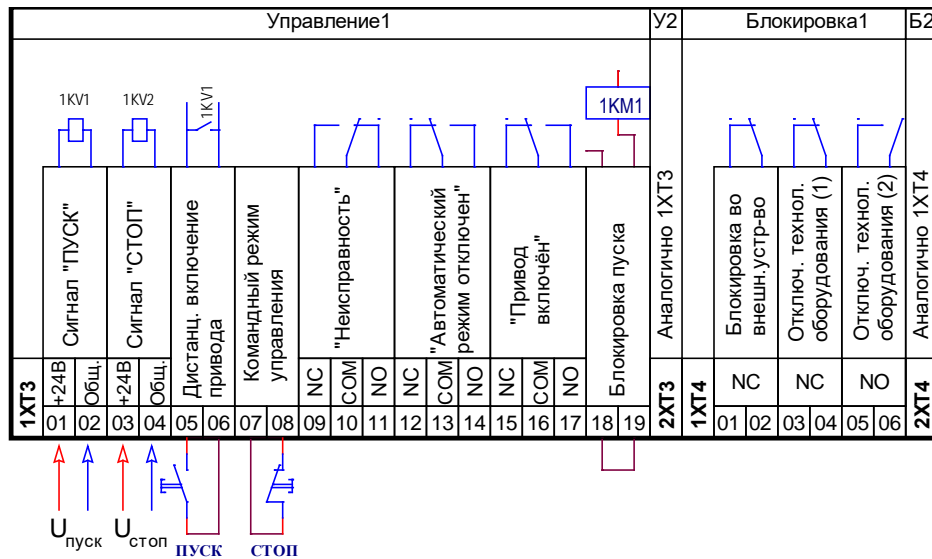 Управление1
У2
Блокировка1
Б2
1KV1
1KV2
1KV1
1KM1
Сигнал "ПУСК"
Сигнал "СТОП"
Дистанц. включение
привода
Командный режим
управления
"Неисправность"
"Автоматический
режим отключен"
"Привод
включён"
Блокировка пуска
Аналогично 1XT3
Блокировка во
внешн.устр-во
Отключ. технол.
оборудования (1)
Отключ. технол.
оборудования (2)
Аналогично 1XT4
1XT3
+24В
Общ.
+24В
Общ.
NC
COM
NO
NC
COM
NO
NC
COM
NO
2XT3
1XT4
NC
NC
NO
2XT4
01 02 03 04 05 06 07 08 09 10 11 12 13 14 15 16 17 18 19
01 02 03 04 05 06
Uпуск
Uстоп
ПУСК
СТОП